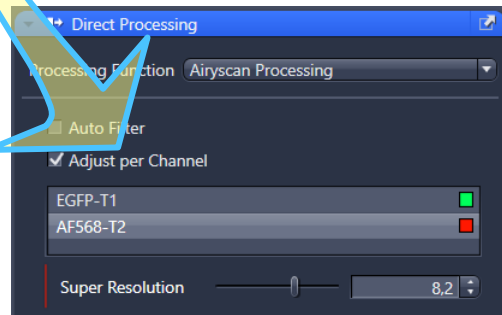 Direct Processing
Processing Function Airyscan Processing
Auto Filter
Adjust per Channel
EGFP-T1
AF568-T2
Super Resolution 8,2